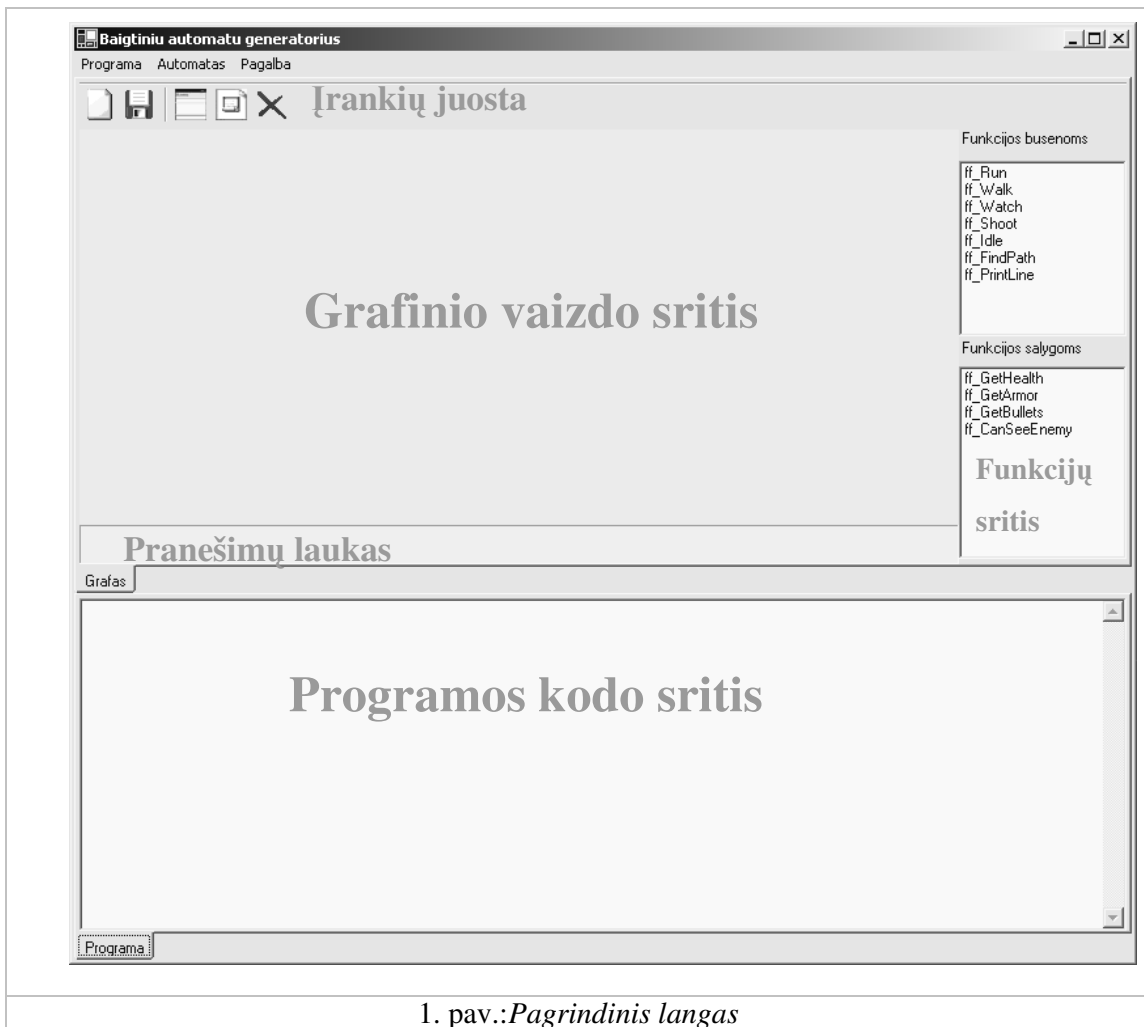 Baigtiniu automatu generatorius
Programa Automatas Pagalba
Įrankių juosta
Funkcijos busenoms
ff_Run
ff_Walk
ff_Watch
ff_Shoot
ff_Idle
ff_FindPath
ff_PrintLine
Grafinio vaizdo sritis
Funkcijos salygoms
ff_GetHealth
ff_GetArmor
ff_GetBullets
ff_CanSeeEnemy
Funkcijų
sritis
Pranešimų laukas
Grafas
Programos kodo sritis
Programa
1. pav.:Pagrindinis langas